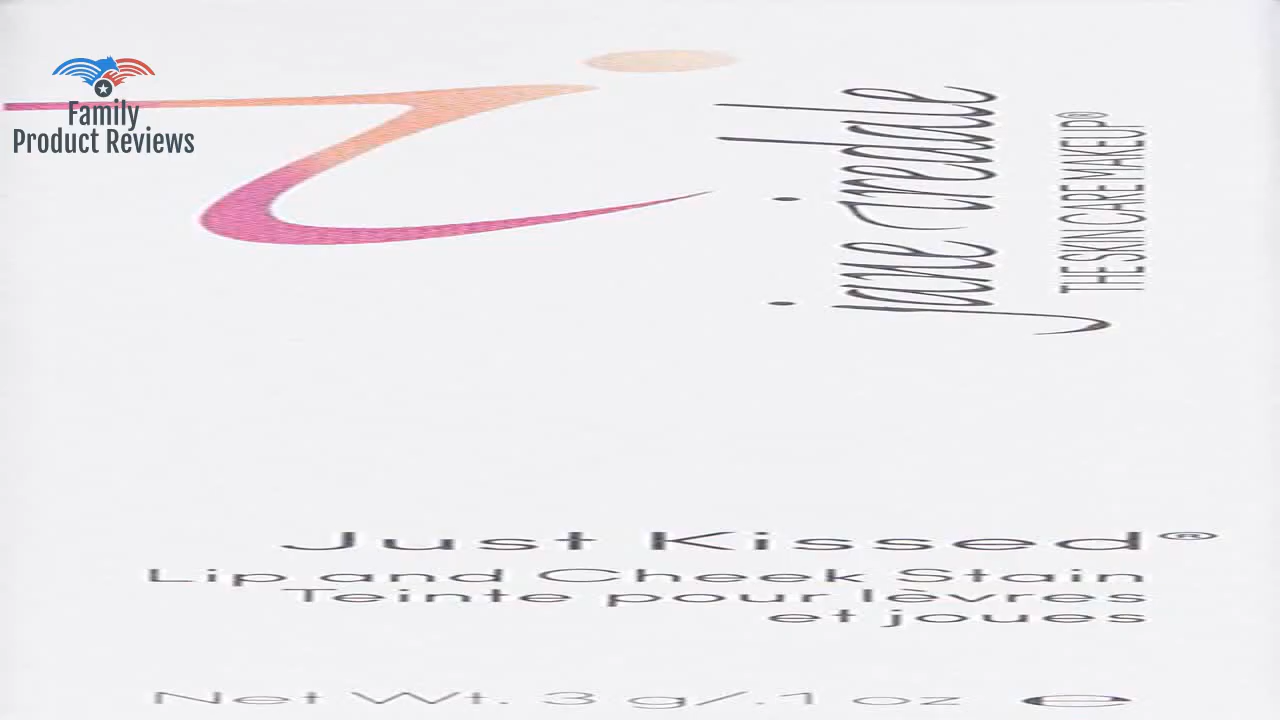 Family
Product Reviews
jane iredale
THE SKIN CARE MAKEUP®
Just Kissed®
Lip and Cheek Stain
Teinte pour lèvres
et joues
Net Wt. 3 g/.1 oz e